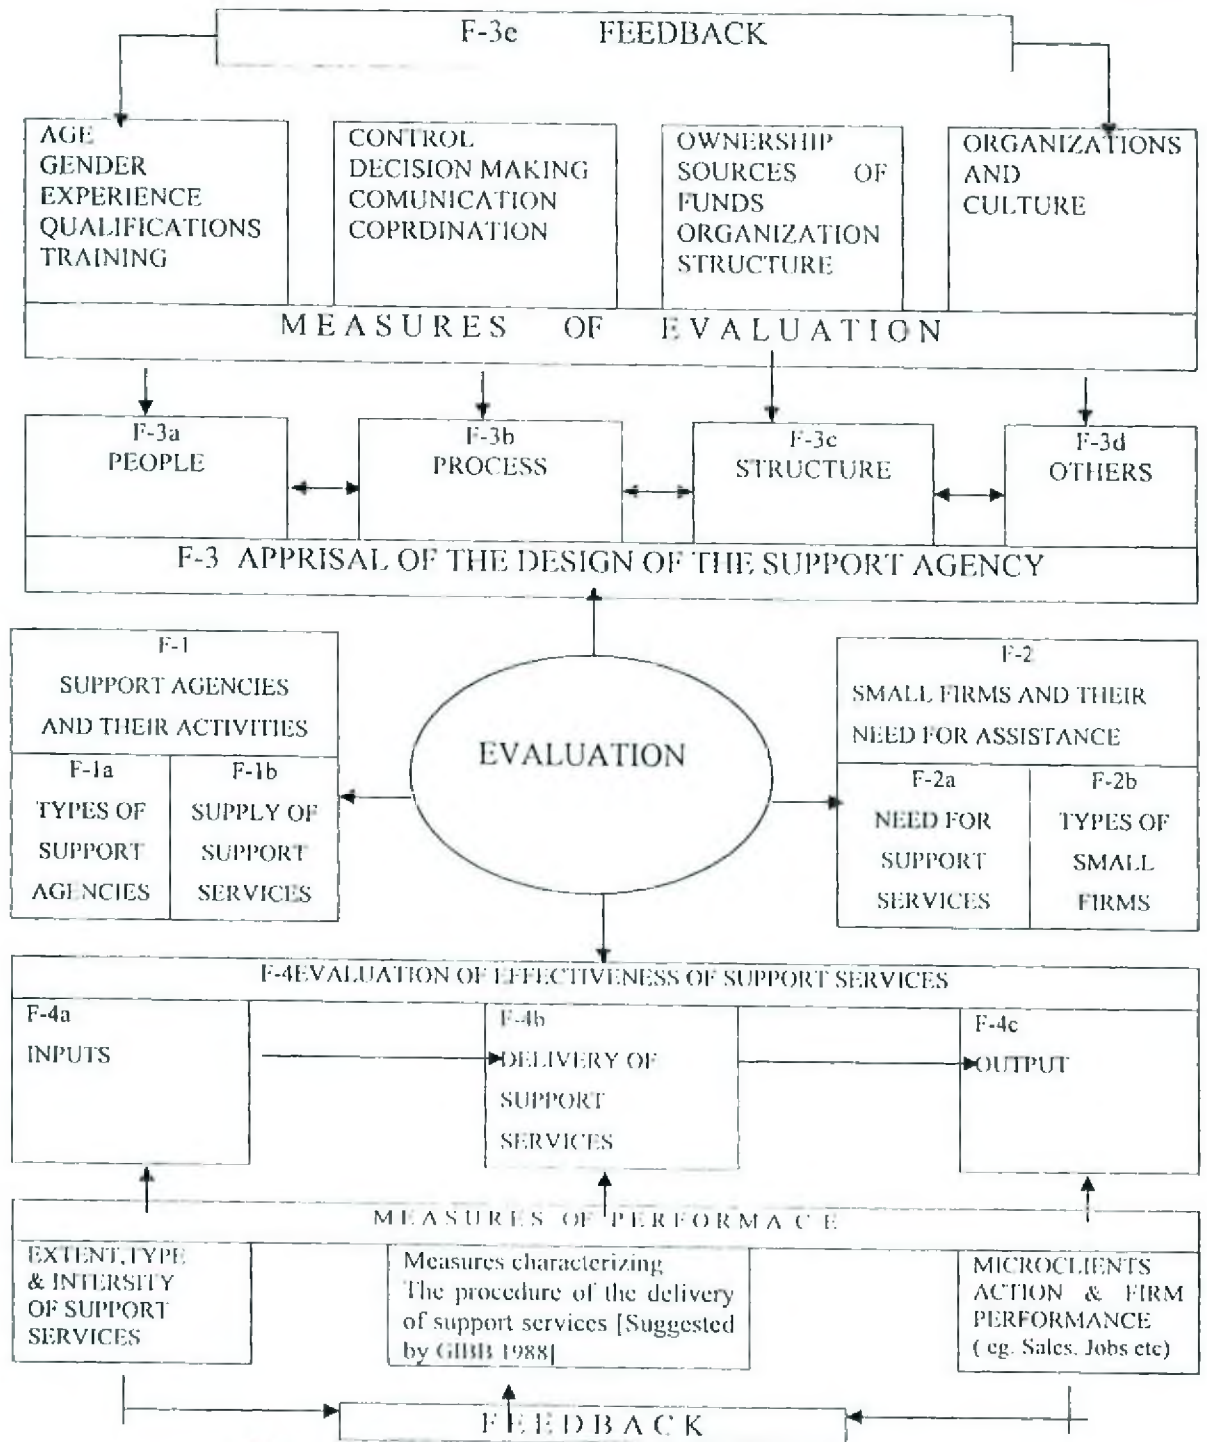 F-3e FEEDBACK
AGE
GENDER
EXPERIENCE
QUALIFICATIONS
TRAINING
CONTROL
DECISION MAKING
COMUNICATION
COPRDINATION
OWNERSHIP
SOURCES OF
FUNDS
ORGANIZATION
STRUCTURE
ORGANIZATIONS
AND
CULTURE
MEASURES OF EVALUATION
F-3a
PEOPLE
F-3b
PROCESS
F-3c
STRUCTURE
F-3d
OTHERS
F-3 APPRISAL OF THE DESIGN OF THE SUPPORT AGENCY
F-1
SUPPORT AGENCIES
AND THEIR ACTIVITIES
F-1a
TYPES OF
SUPPORT
AGENCIES
F-1b
SUPPLY OF
SUPPORT
SERVICES
EVALUATION
F-2
SMALL FIRMS AND THEIR
NEED FOR ASSISTANCE
F-2a
NEED FOR
SUPPORT
SERVICES
F-2b
TYPES OF
SMALL
FIRMS
F-4EVALUATION OF EFFECTIVENESS OF SUPPORT SERVICES
F-4a
INPUTS
F-4b
DELIVERY OF
SUPPORT
SERVICES
F-4c
OUTPUT
MEASURES OF PERFORMACE
EXTENT,TYPE
& INTERSITY
OF SUPPORT
SERVICES
Measures characterizing
The procedure of the delivery
of support services [Suggested
by GIBB 1988]
MICROCLIENTS
ACTION & FIRM
PERFORMANCE
( eg. Sales. Jobs etc)
FEEDBACK